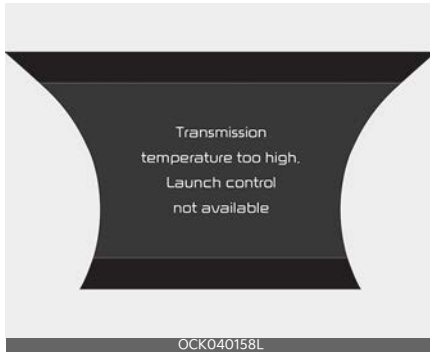 Transmission
temperature too high,
Launch control
not available
OCK040158L